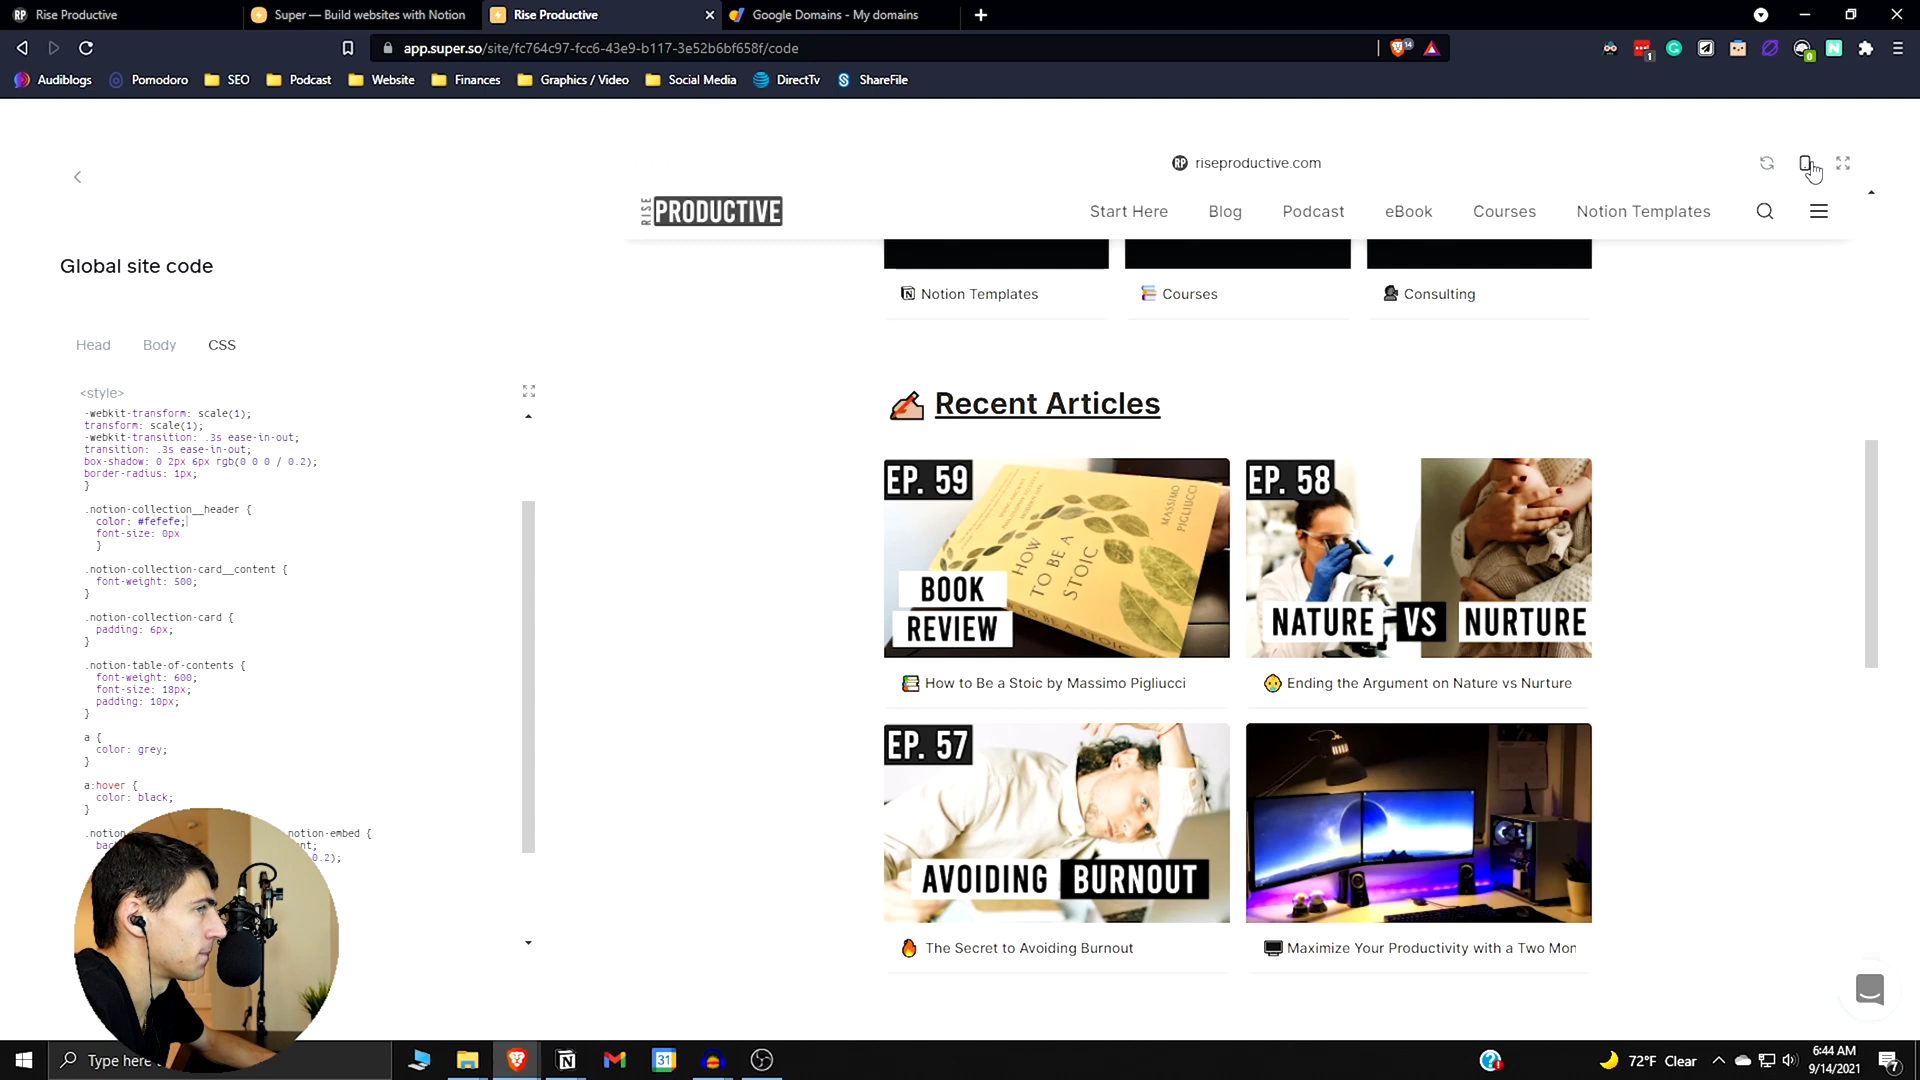 Rise Productive
Super — Build websites with Notion
Rise Productive
Google Domains - My domains
app.super.so/site/fc764c97-fcc6-43e9-b117-3e52b6bf658f/code
14
1
0
Audiblogs
Pomodoro
SEO
Podcast
Website
Finances
Graphics / Video
Social Media
DirectTv
ShareFile
RP riseproductive.com
RISE PRODUCTIVE
Start Here
Blog
Podcast
eBook
Courses
Notion Templates
Global site code
Head
Body
CSS
<style>
-webkit-transform: scale(1);
transform: scale(1);
-webkit-transition: .3s ease-in-out;
transition: .3s ease-in-out;
box-shadow: 0 2px 6px rgb(0 0 0 / 0.2);
border-radius: 1px;
}
.notion-collection__header {
color: #fefefe;
font-size: 0px
}
.notion-collection-card__content {
font-weight: 500;
}
.notion-collection-card {
padding: 6px;
}
.notion-table-of-contents {
font-weight: 600;
font-size: 18px;
padding: 10px;
}
a {
color: grey;
}
a:hover {
color: black;
}
.notion
notion-embed {
0.2);
Notion Templates
Courses
Consulting
Recent Articles
EP. 59
HOW TO BE A STOIC
MASSIMO PIGLIUCCI
BOOK REVIEW
How to Be a Stoic by Massimo Pigliucci
EP. 58
NATURE VS NURTURE
Ending the Argument on Nature vs Nurture
EP. 57
AVOIDING BURNOUT
The Secret to Avoiding Burnout
Maximize Your Productivity with a Two Mon
Type here
31
72°F Clear
6:44 AM
9/14/2021
7